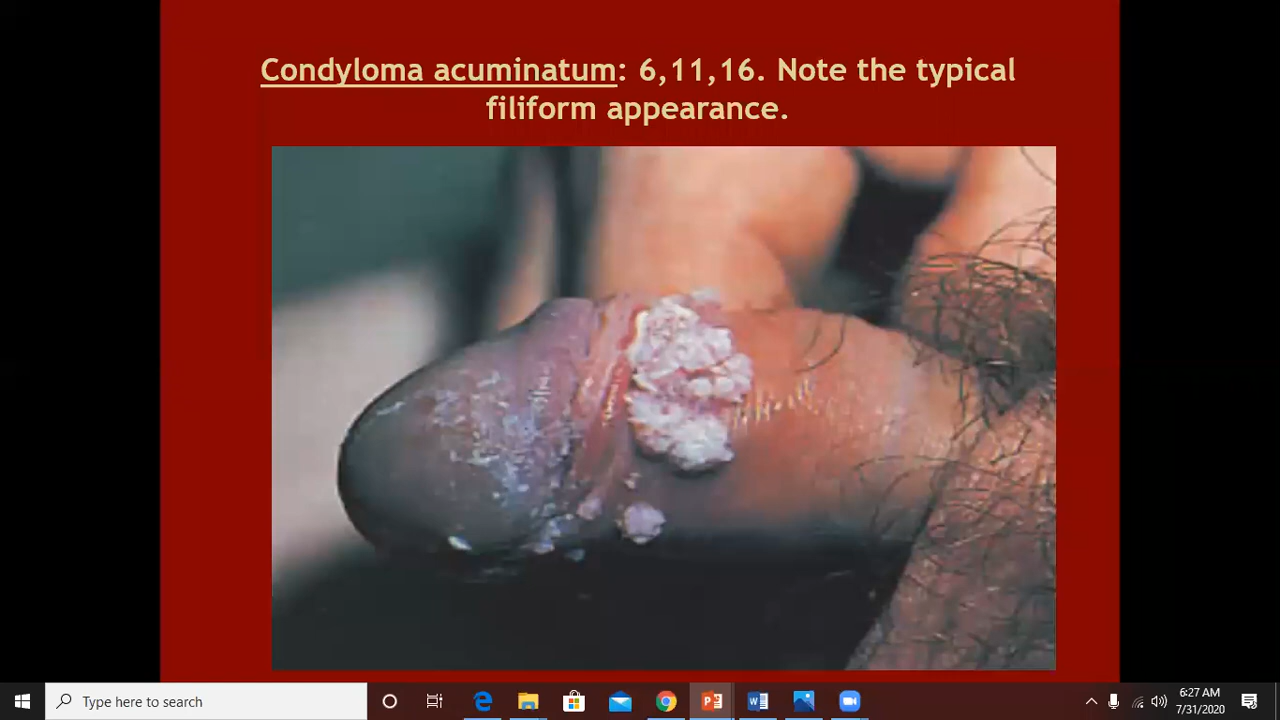 Condyloma acuminatum: 6,11,16. Note the typical
filiform appearance.
Type here to search
6:27 AM
7/31/2020